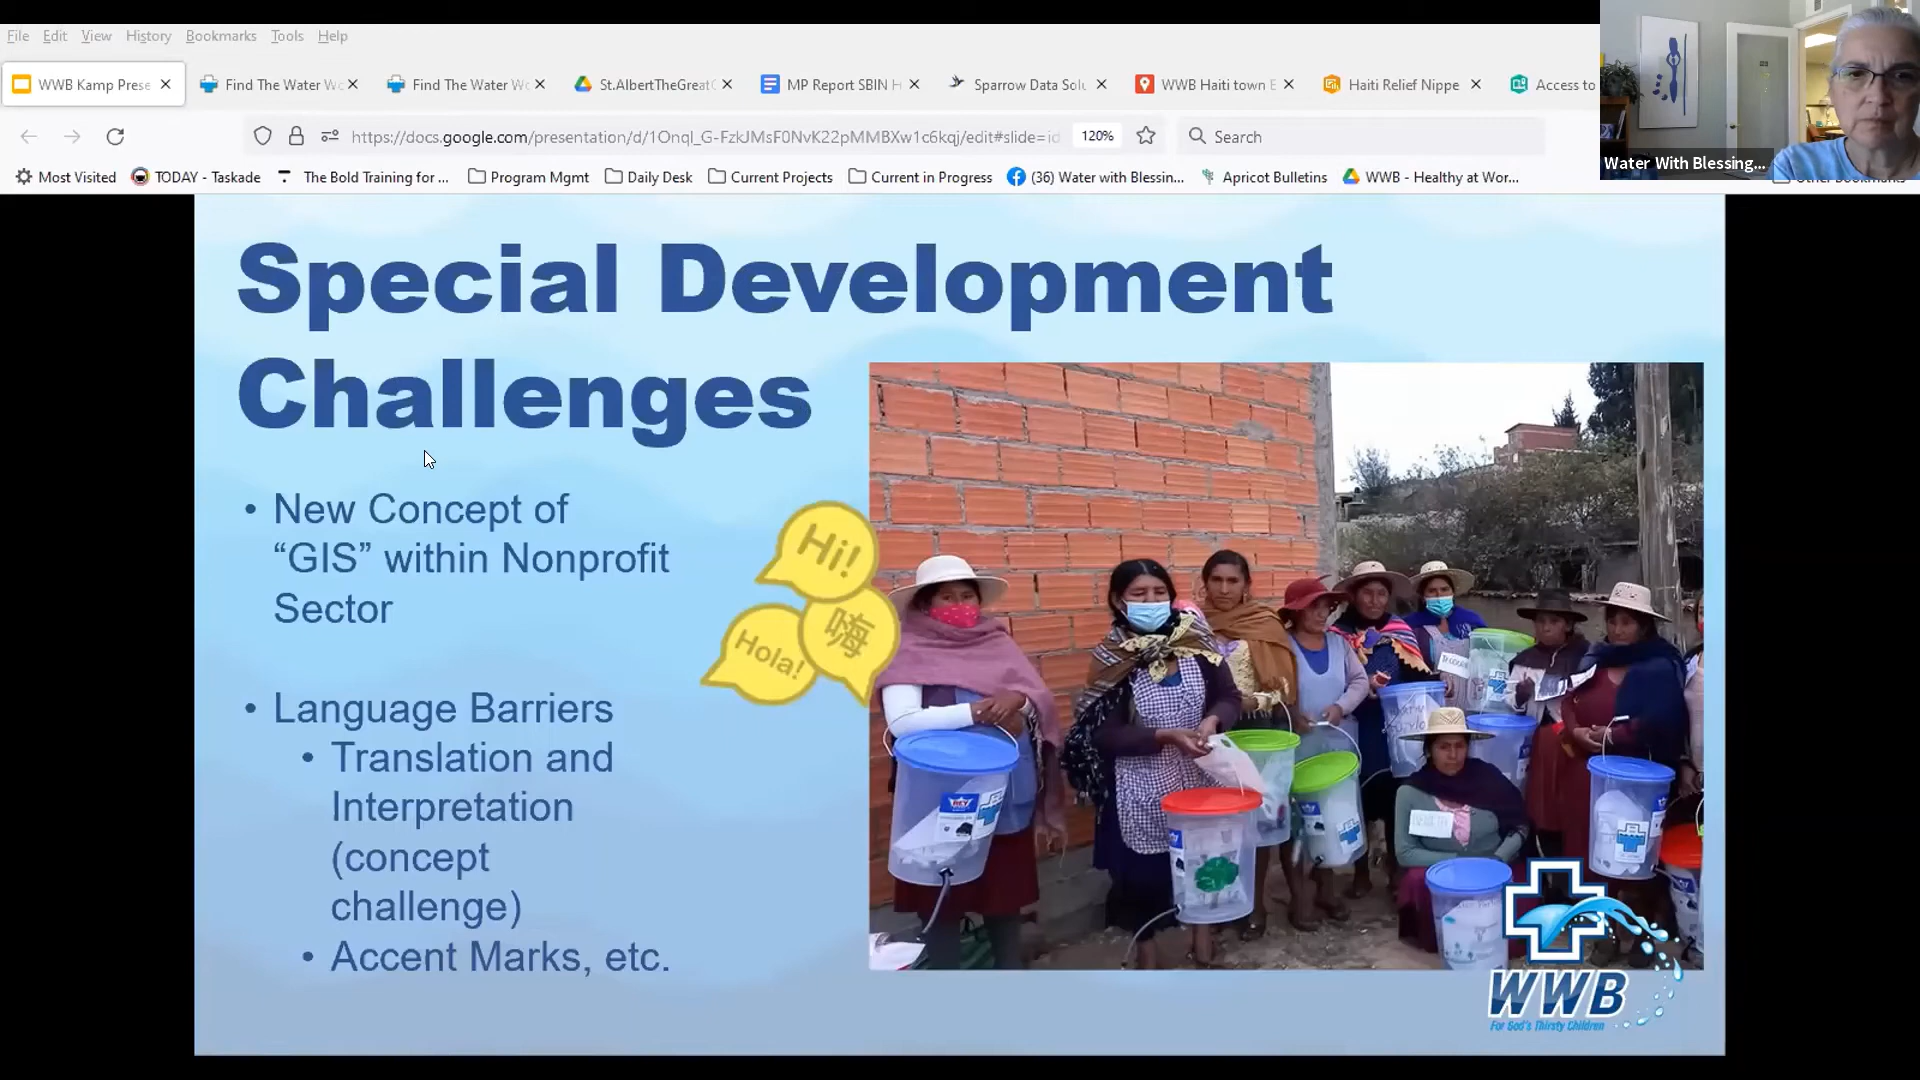 File Edit View History Bookmarks Tools Help
WWB Kamp Prese
Find The Water Wo
Find The Water Wo
St.AlbertTheGreat
MP Report SBIN H
Sparrow Data Solu
WWB Haiti town E
Haiti Relief Nippe
Access to
https://docs.google.com/presentation/d/1Onql_G-FzkJMsF0NvK22pMMBXw1c6kqj/edit#slide=id
120%
Search
Water With Blessing...
Most Visited
TODAY - Taskade
The Bold Training for ...
Program Mgmt
Daily Desk
Current Projects
Current in Progress
(36) Water with Blessin...
Apricot Bulletins
WWB - Healthy at Wor...
Special Development
Challenges
• New Concept of
“GIS” within Nonprofit
Sector
Hi!
嗨
Hola!
• Language Barriers
• Translation and
Interpretation
(concept
challenge)
• Accent Marks, etc.
WWB
For God's Thirsty Children